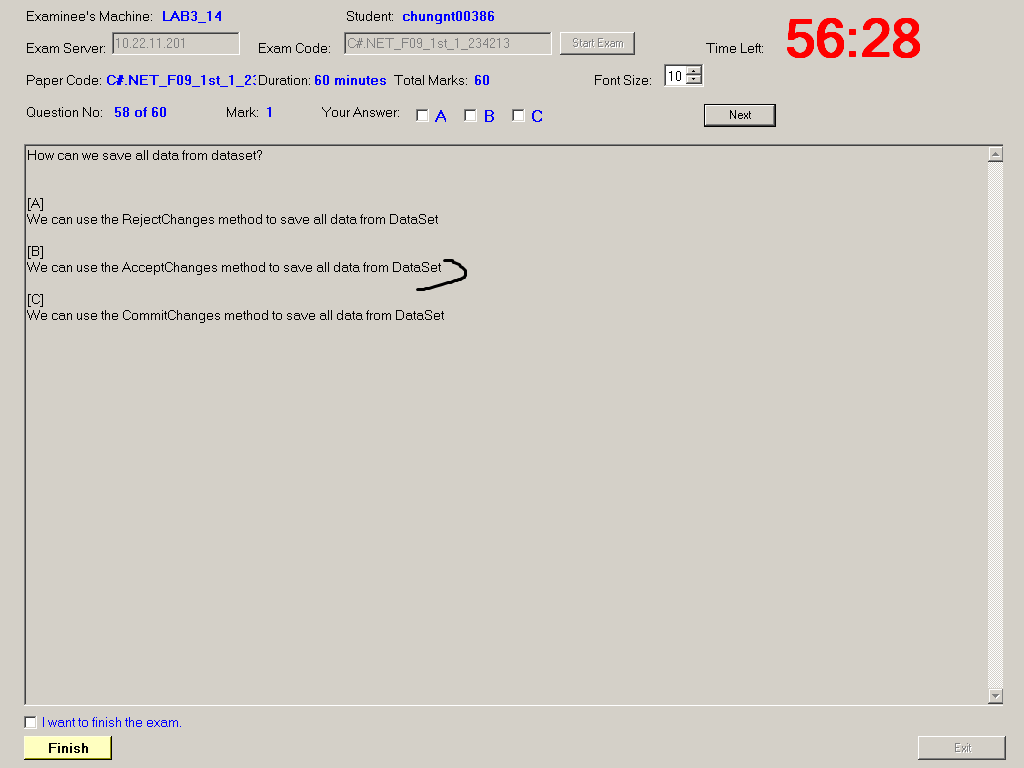 Examinee's Machine: LAB3_14 Student: chungnt00386
Exam Server: 10.22.11.201 Exam Code: C#.NET_F09_1st_1_234213 Start Exam Time Left: 56:28
Paper Code: C#.NET_F09_1st_1_23 Duration: 60 minutes Total Marks: 60 Font Size: 10
Question No: 58 of 60 Mark: 1 Your Answer: A B C Next
How can we save all data from dataset?
[A]
We can use the RejectChanges method to save all data from DataSet
[B]
We can use the AcceptChanges method to save all data from DataSet
[C]
We can use the CommitChanges method to save all data from DataSet
I want to finish the exam.
Finish Exit